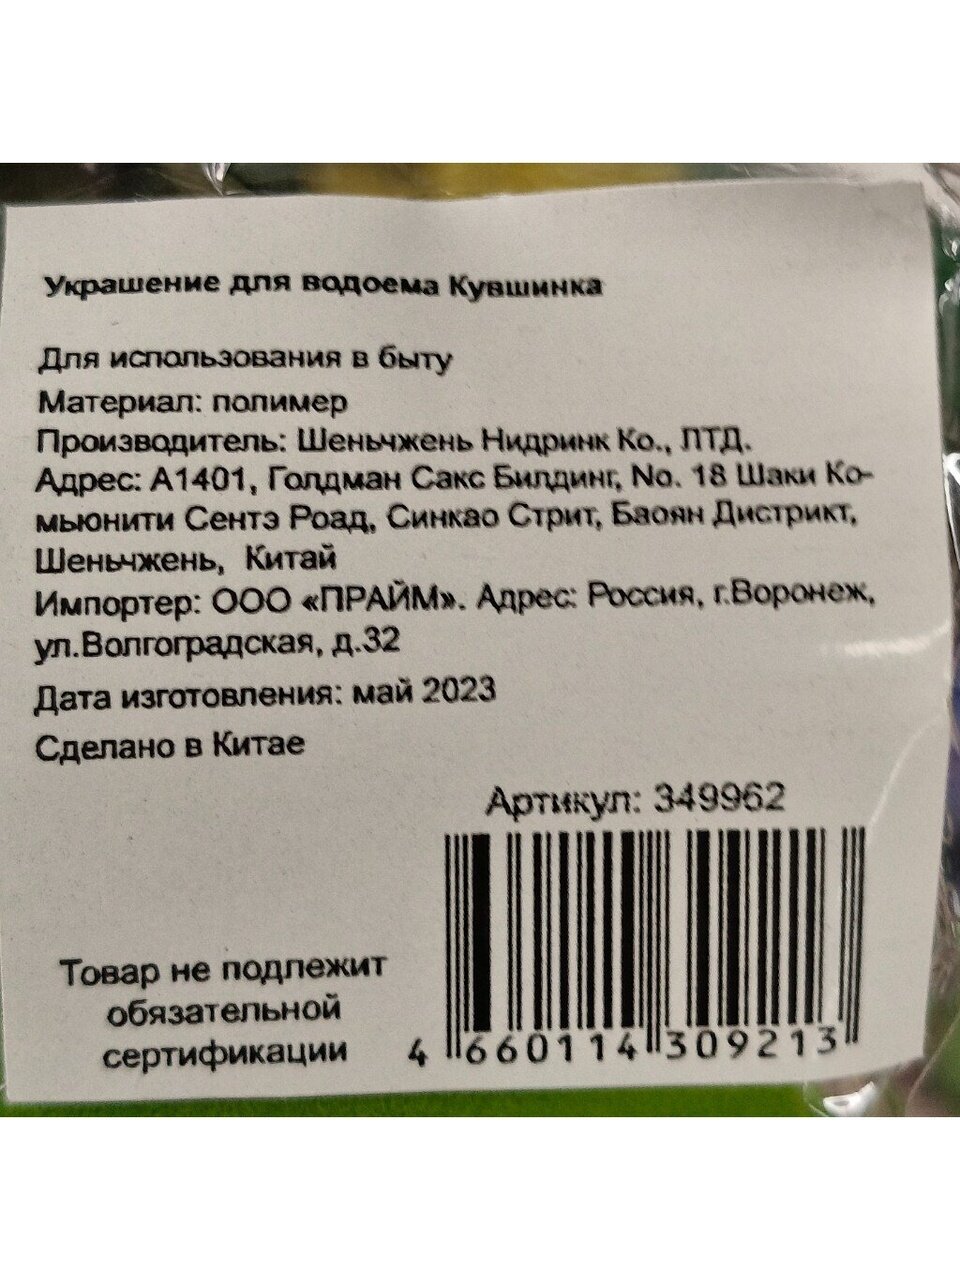 Украшение для водоема Кувшинка
Для использования в быту
Материал: полимер
Производитель: Шеньчжень Нидринк Ко., ЛТД.
Адрес: А1401, Голдман Сакс Билдинг, No. 18 Шаки Ко-
мьюнити Сентэ Роад, Синкао Стрит, Баоян Дистрикт,
Шеньчжень, Китай
Импортер: ООО «ПРАЙМ». Адрес: Россия, г.Воронеж,
ул.Волгоградская, д.32
Дата изготовления: май 2023
Сделано в Китае
Артикул: 349962
Товар не подлежит
обязательной
сертификации
4 660114 309213